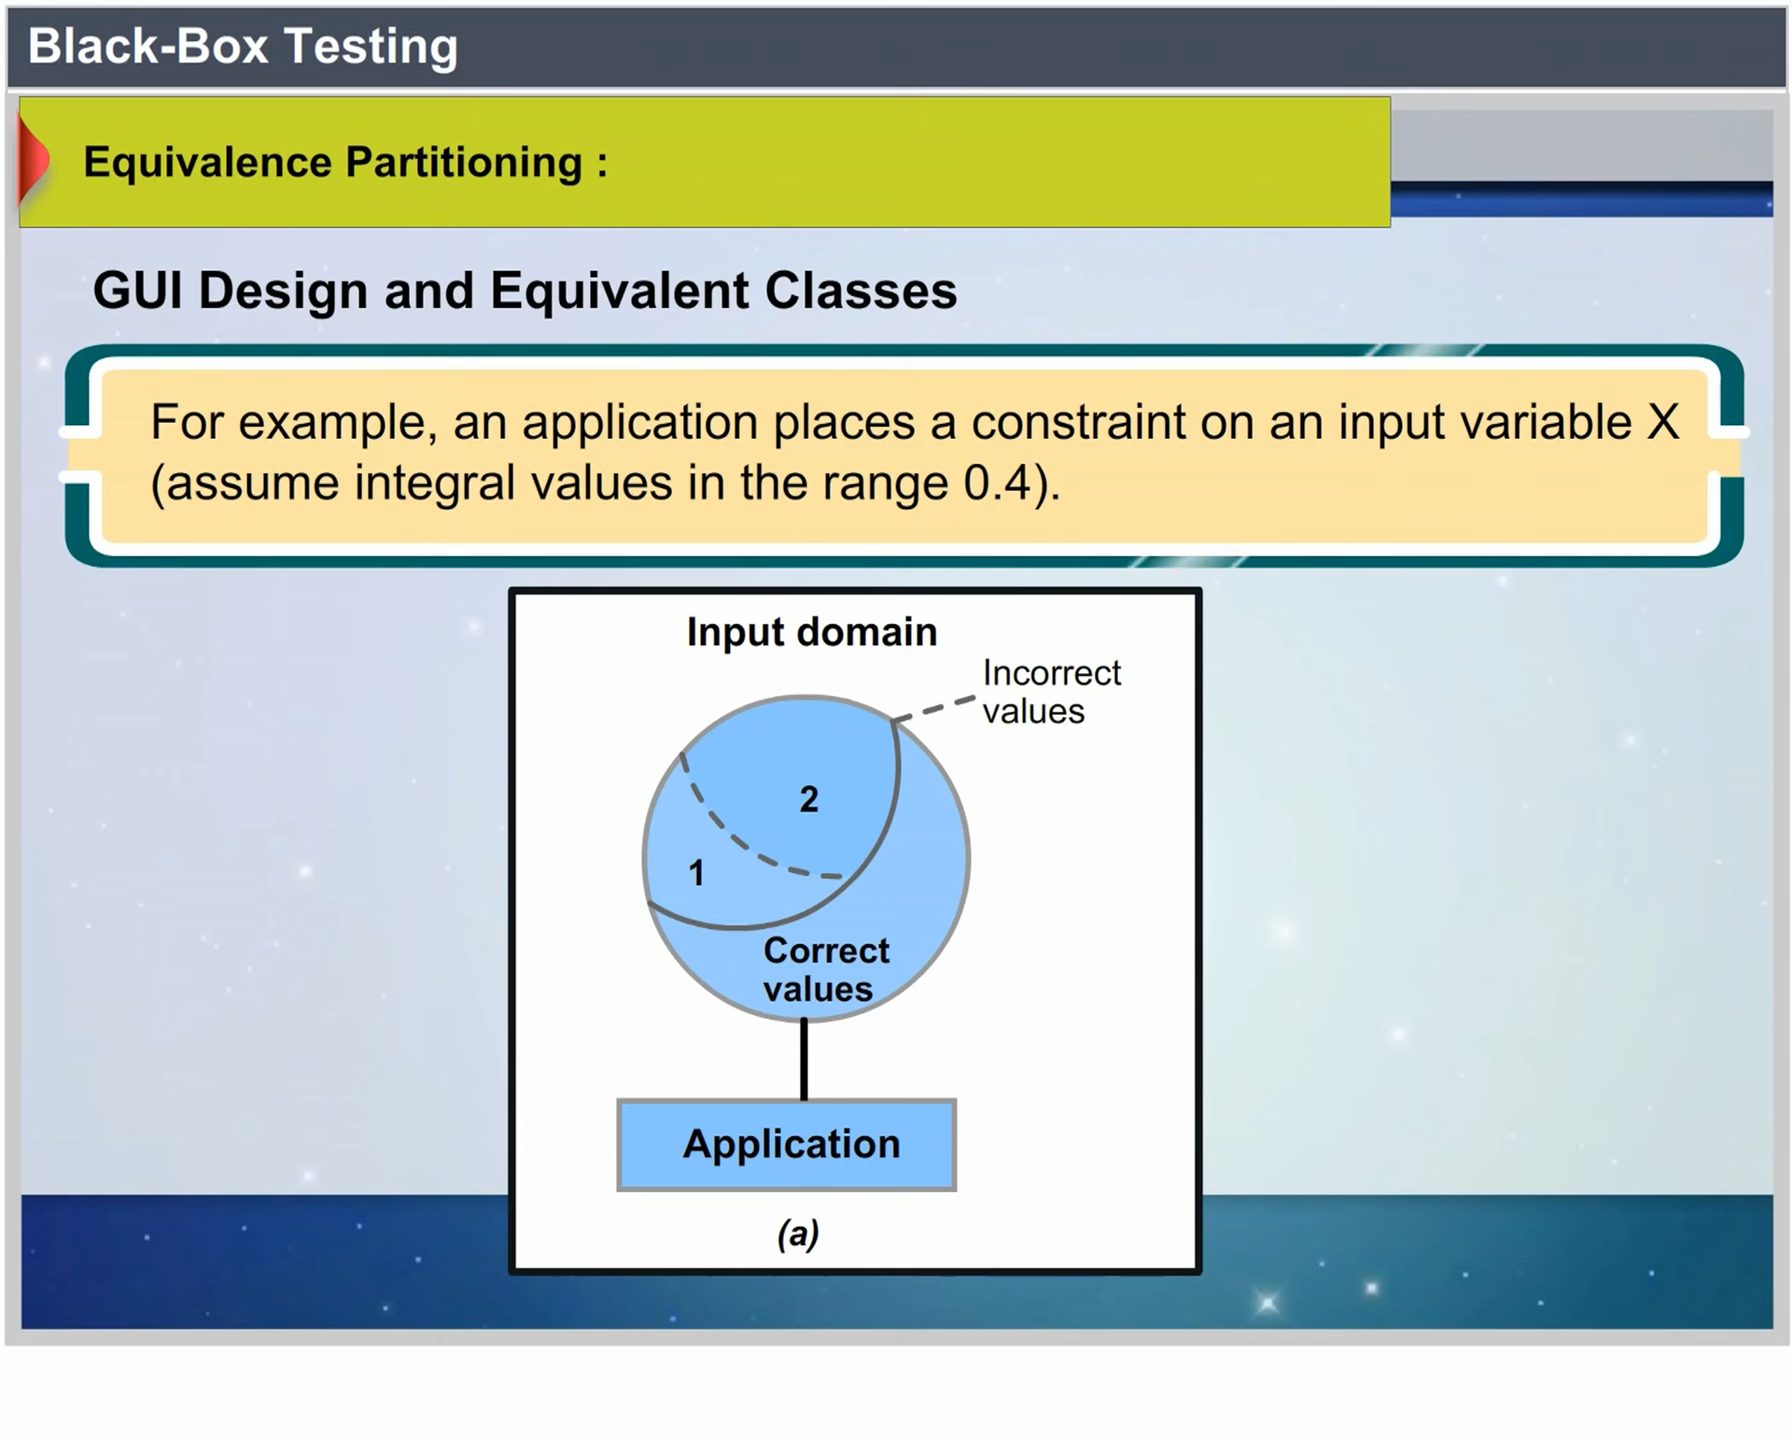 Black-Box Testing
Equivalence Partitioning :
GUI Design and Equivalent Classes
For example, an application places a constraint on an input variable X
(assume integral values in the range 0.4).
Input domain
Incorrect
values
2
1
Correct
values
Application
(a)